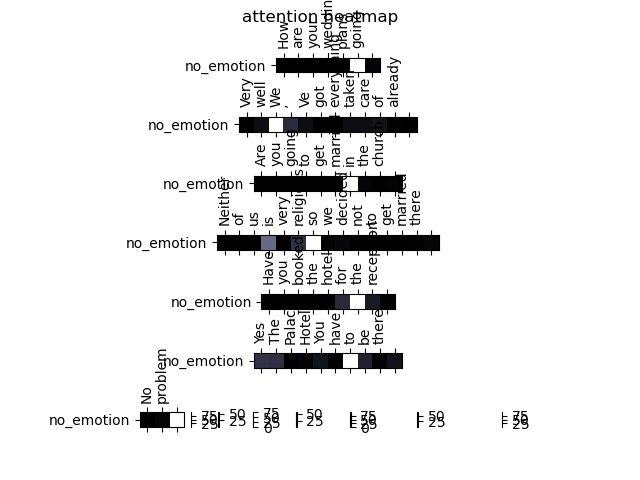 attention heatmap
How are your wedding plans going
no_emotion
Very well We , Ve got everything taken care of already
no_emotion
Are you going to get married in the church
no_emotion
Neither of us is very religious so we decided not to get married there
no_emotion
Have you booked the hotel for the reception
no_emotion
Yes The Palace Hotel You have to be there
no_emotion
No problem
no_emotion